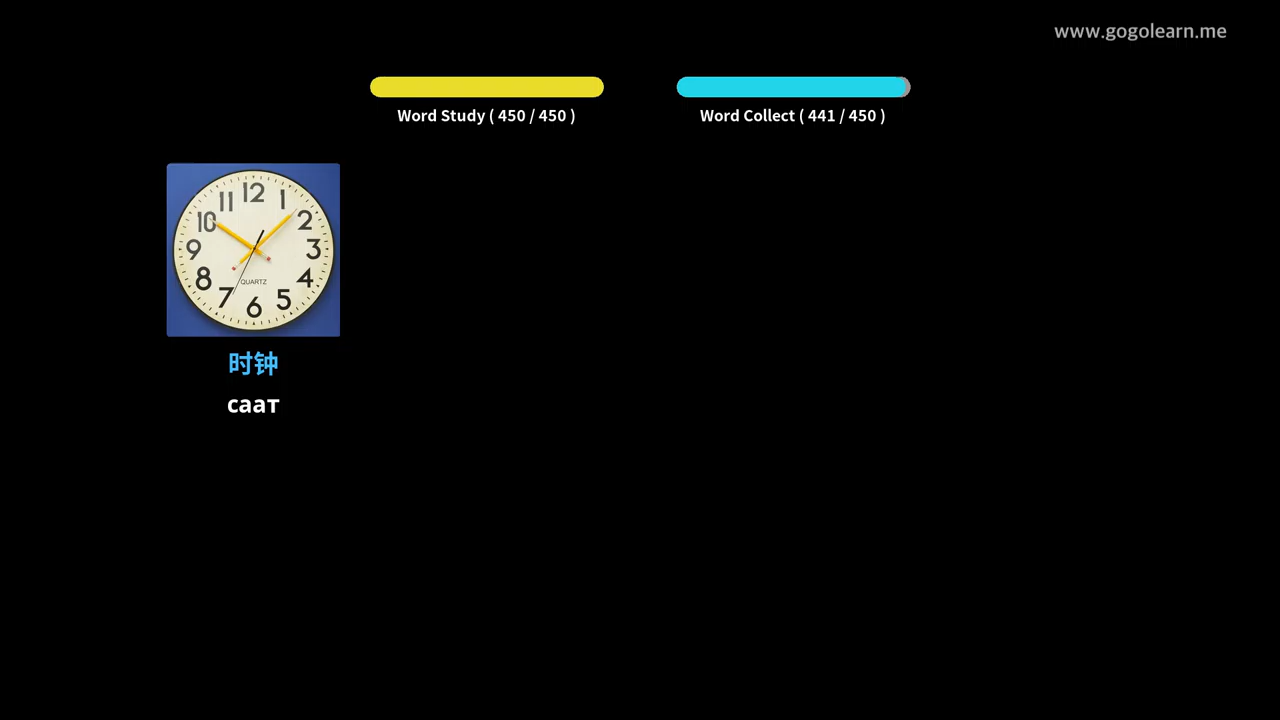 www.gogolearn.me
Word Study ( 450 / 450 )
Word Collect ( 441 / 450 )
12
1
2
3
4
5
6
7
8
9
10
11
QUARTZ
时钟
саат